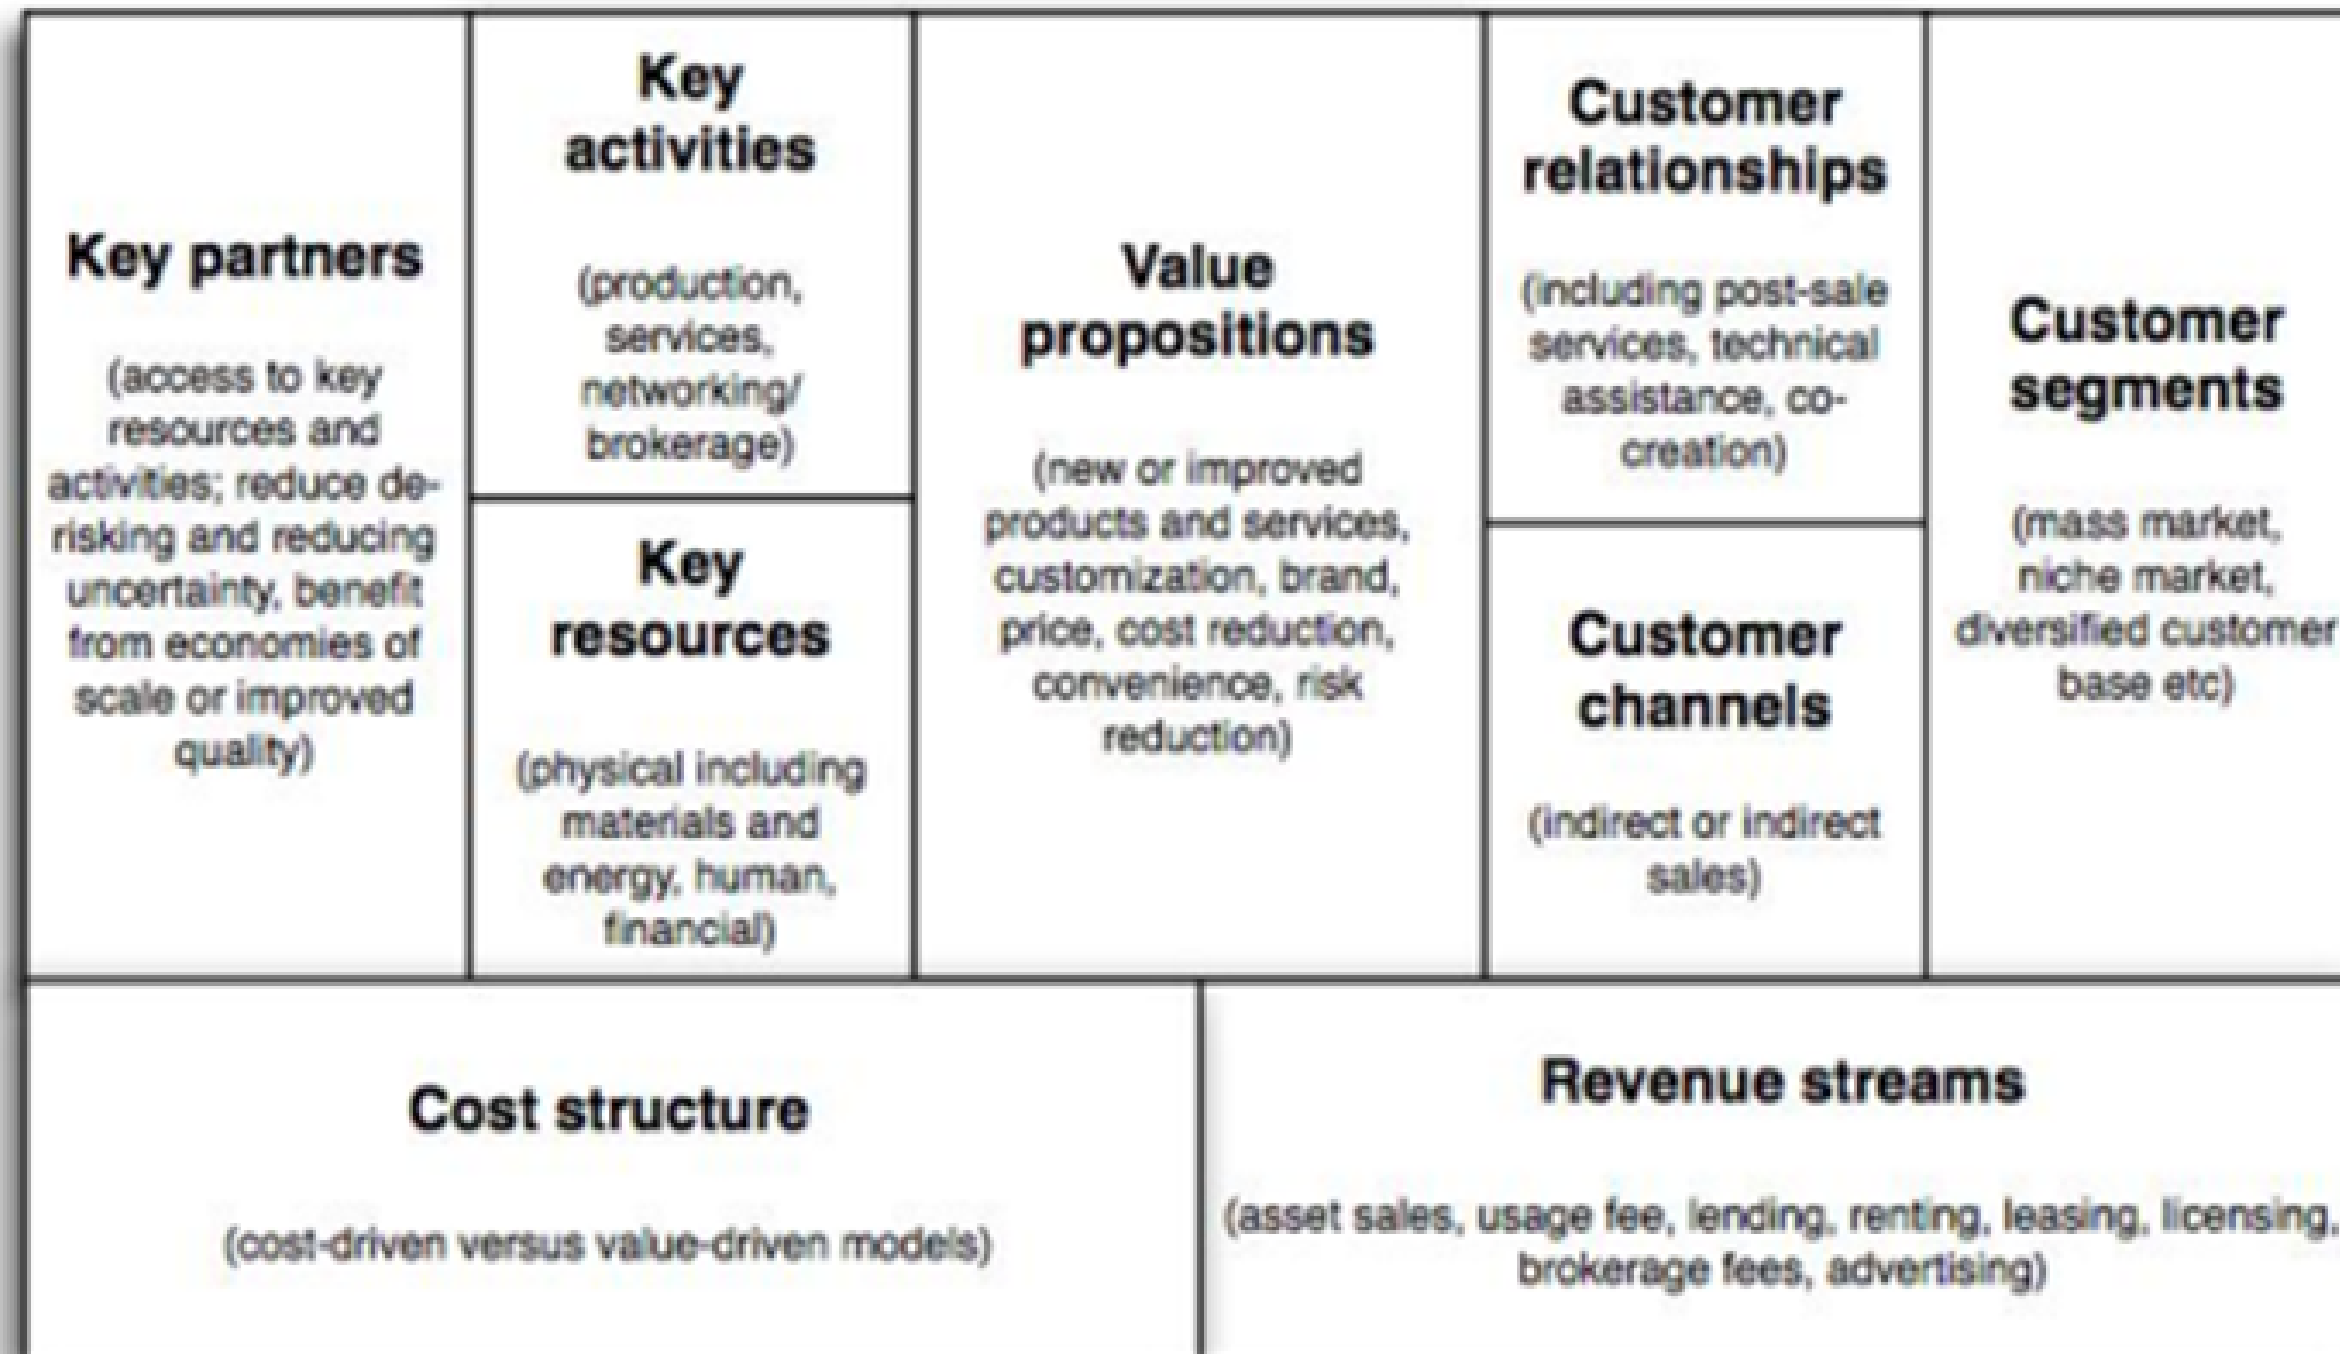 Key partners
(access to key
resources and
activities; reduce de-
risking and reducing
uncertainty, benefit
from economies of
scale or improved
quality)
Key
activities
(production,
services,
networking/
brokerage)
Key
resources
(physical including
materials and
energy, human,
financial)
Value
propositions
(new or improved
products and services,
customization, brand,
price, cost reduction,
convenience, risk
reduction)
Customer
relationships
(including post-sale
services, technical
assistance, co-
creation)
Customer
channels
(indirect or indirect
sales)
Customer
segments
(mass market,
niche market,
diversified customer
base etc)
Cost structure
(cost-driven versus value-driven models)
Revenue streams
(asset sales, usage fee, lending, renting, leasing, licensing,
brokerage fees, advertising)